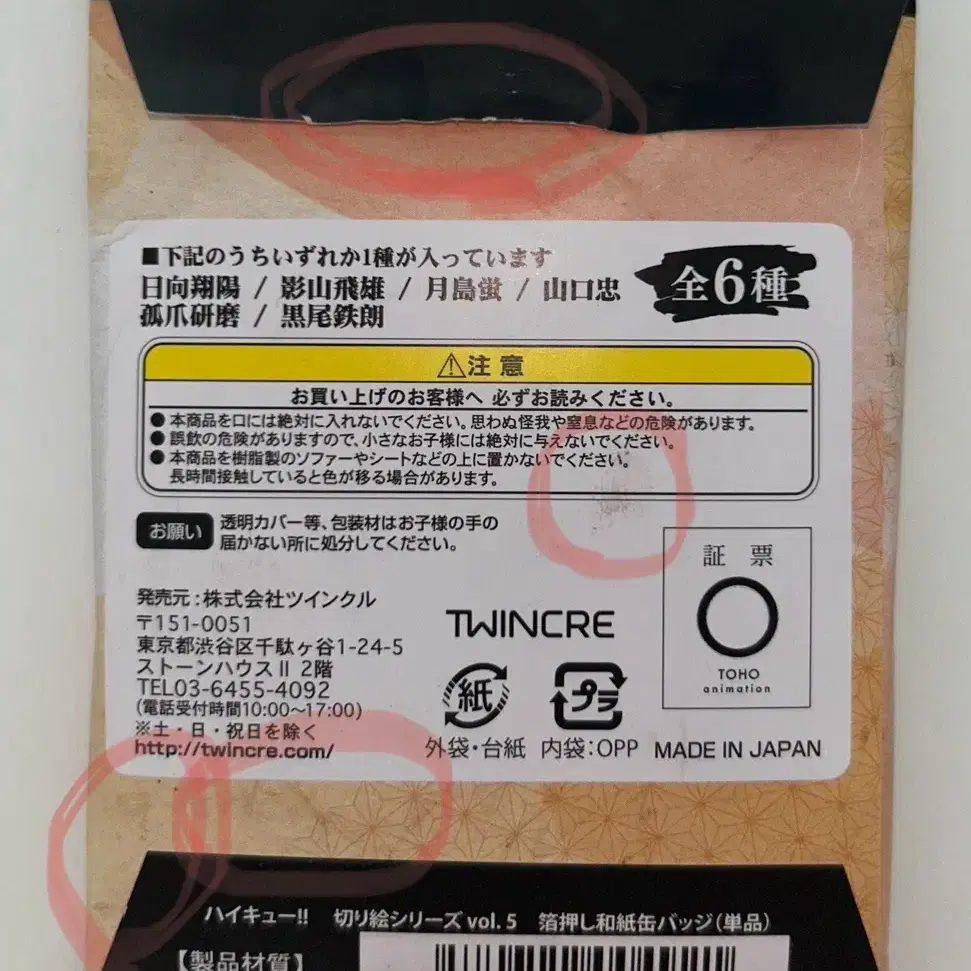 ■下記のうちいずれか1種が入っています
日向翔陽 / 影山飛雄 / 月島蛍 / 山口忠
孤爪研磨 / 黒尾鉄朗
全6種
⚠注意
お買い上げのお客様へ 必ずお読みください。
●本商品を口には絶対に入れないでください。思わぬ怪我や窒息などの危険があります。
●誤飲の危険がありますので、小さなお子様には絶対に与えないでください。
●本商品を樹脂製のソファーやシートなどの上に置かないでください。
長時間接触していると色が移る場合があります。
お願い
透明カバー等、包装材はお子様の手の
届かない所に処分してください。
発売元:株式会社ツインクル
〒151-0051
東京都渋谷区千駄ヶ谷1-24-5
ストーンハウスⅡ 2階
TEL03-6455-4092
(電話受付時間10:00〜17:00)
※土・日・祝日を除く
http://twincre.com/
TWINCRE
紙
プラ
外袋・台紙
内袋:OPP
証票
TOHO
animation
MADE IN JAPAN
ハイキュー!! 切り絵シリーズ vol. 5 箔押し和紙缶バッジ(単品)
【製品材質】